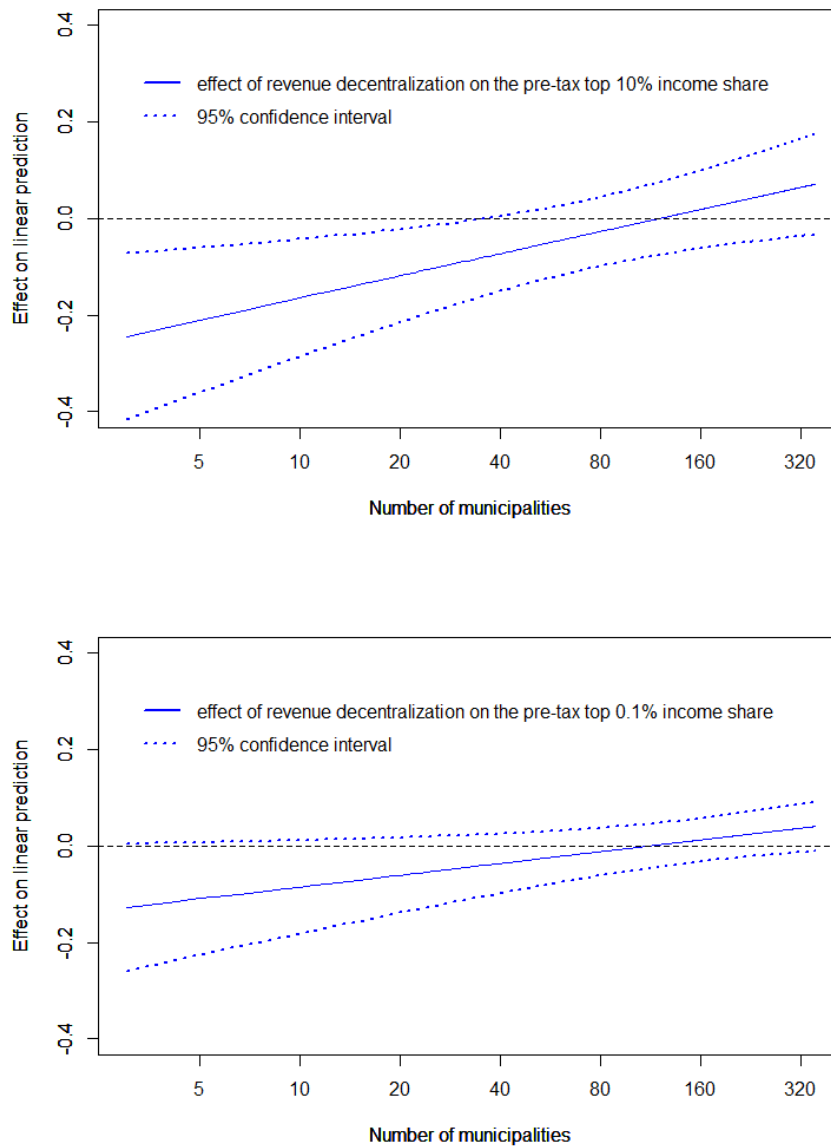 0.4
0.2
0.0
-0.2
-0.4
Effect on linear prediction
effect of revenue decentralization on the pre-tax top 10% income share
95% confidence interval
5 10 20 40 80 160 320
Number of municipalities
0.4
0.2
0.0
-0.2
-0.4
Effect on linear prediction
effect of revenue decentralization on the pre-tax top 0.1% income share
95% confidence interval
5 10 20 40 80 160 320
Number of municipalities